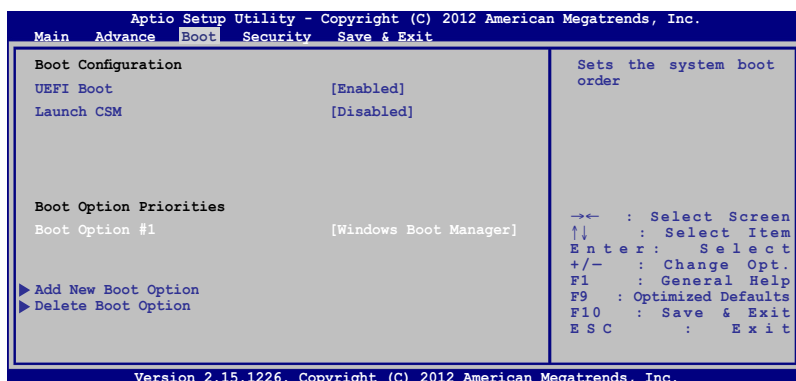 Aptio Setup Utility - Copyright (C) 2012 American Megatrends, Inc.
Main Advance Boot Security Save & Exit
Boot Configuration
UEFI Boot [Enabled]
Launch CSM [Disabled]
Boot Option Priorities
Boot Option #1 [Windows Boot Manager]
Add New Boot Option
Delete Boot Option
Sets the system boot
order
→← : Select Screen
↑↓ : Select Item
Enter: Select
+/— : Change Opt.
F1 : General Help
F9 : Optimized Defaults
F10 : Save & Exit
ESC : Exit
Version 2.15.1226. Copyright (C) 2012 American Megatrends, Inc.